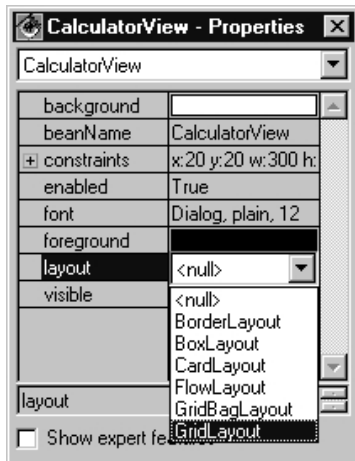 CalculatorView - Properties
CalculatorView
background
beanName CalculatorView
constraints x:20 y:20 w:300 h:
enabled True
font Dialog, plain, 12
foreground
layout <null>
visible <null>
BorderLayout
BoxLayout
CardLayout
FlowLayout
GridBagLayout
layout GridLayout
Show expert fe